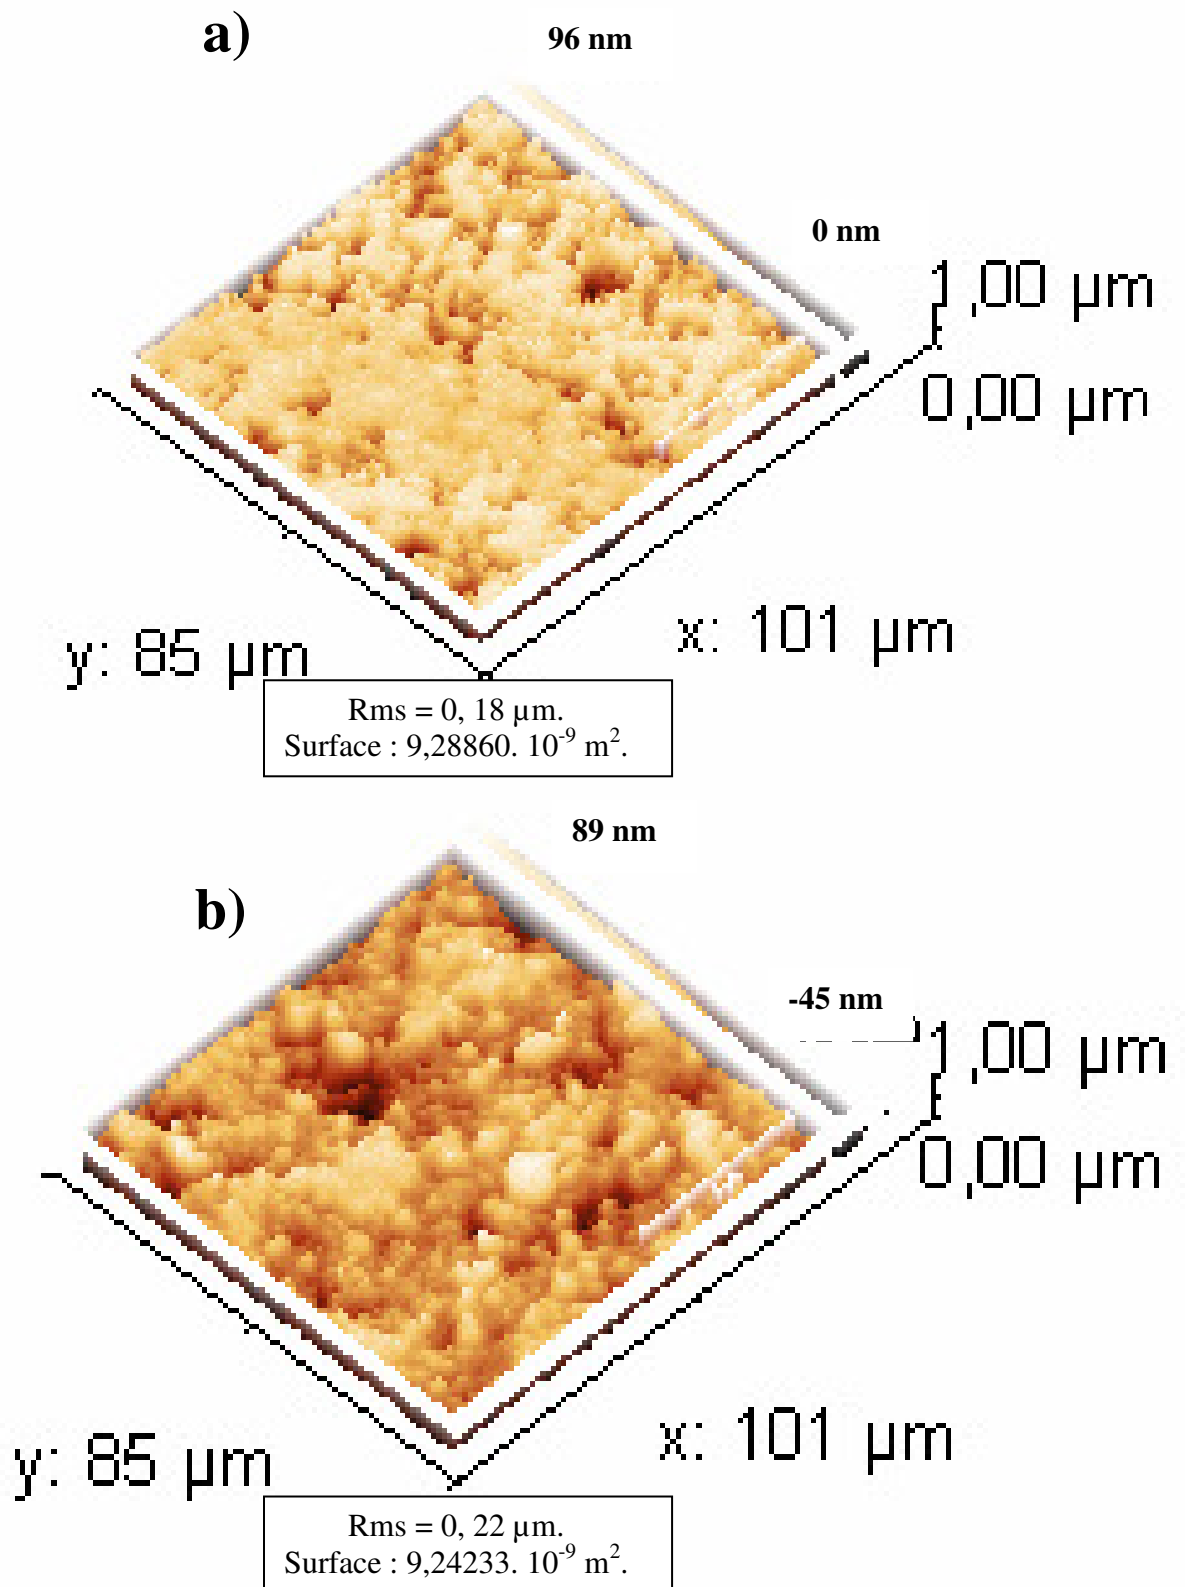 a)
96 nm
0 nm
1,00 µm
0,00 µm
y: 85 µm
x: 101 µm
Rms = 0, 18 µm.
Surface : 9,28860. 10⁻⁹ m².
89 nm
b)
-45 nm
1,00 µm
0,00 µm
y: 85 µm
x: 101 µm
Rms = 0, 22 µm.
Surface : 9,24233. 10⁻⁹ m².